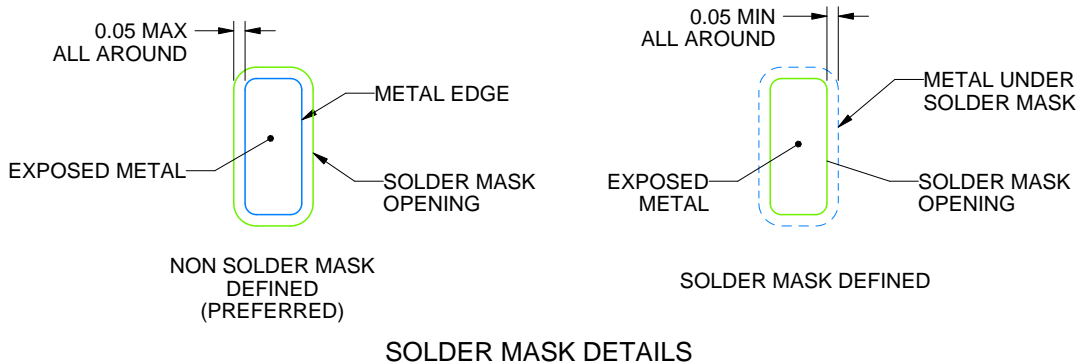 0.05 MAX
ALL AROUND
METAL EDGE
EXPOSED METAL
SOLDER MASK
OPENING
NON SOLDER MASK
DEFINED
(PREFERRED)
0.05 MIN
ALL AROUND
METAL UNDER
SOLDER MASK
EXPOSED
METAL
SOLDER MASK
OPENING
SOLDER MASK DEFINED
SOLDER MASK DETAILS